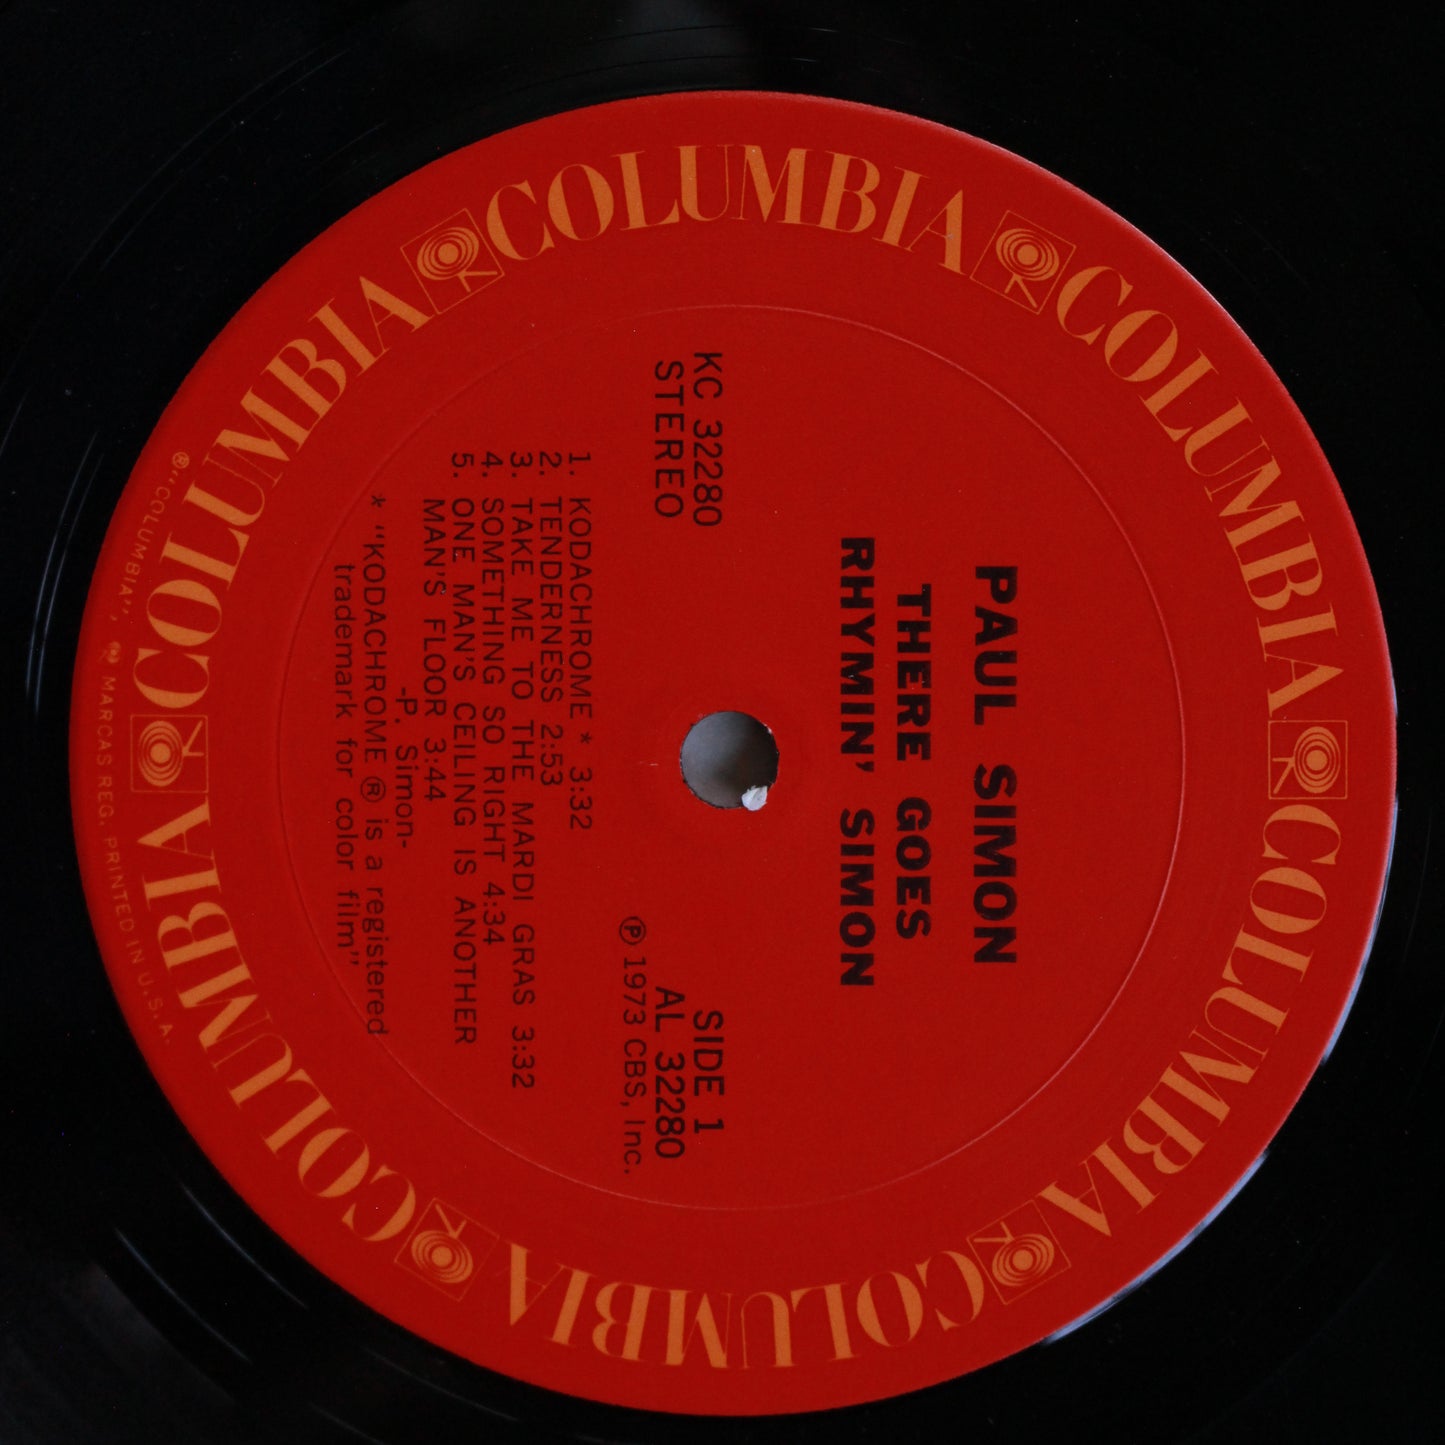 COLUMBIA COLUMBIA COLUMBIA COLUMBIA COLUMBIA COLUMBIA
PAUL SIMON
THERE GOES
RHYMIN' SIMON
KC 32280
STEREO
SIDE 1
AL 32280
Ⓟ 1973 CBS, Inc.
1. KODACHROME * 3:32
2. TENDERNESS 2:53
3. TAKE ME TO THE MARDI GRAS 3:32
4. SOMETHING SO RIGHT 4:34
5. ONE MAN'S CEILING IS ANOTHER
MAN'S FLOOR 3:44
-P. Simon-
* "KODACHROME ® is a registered
trademark for color film"
® "COLUMBIA", MARCAS REG. PRINTED IN U.S.A.